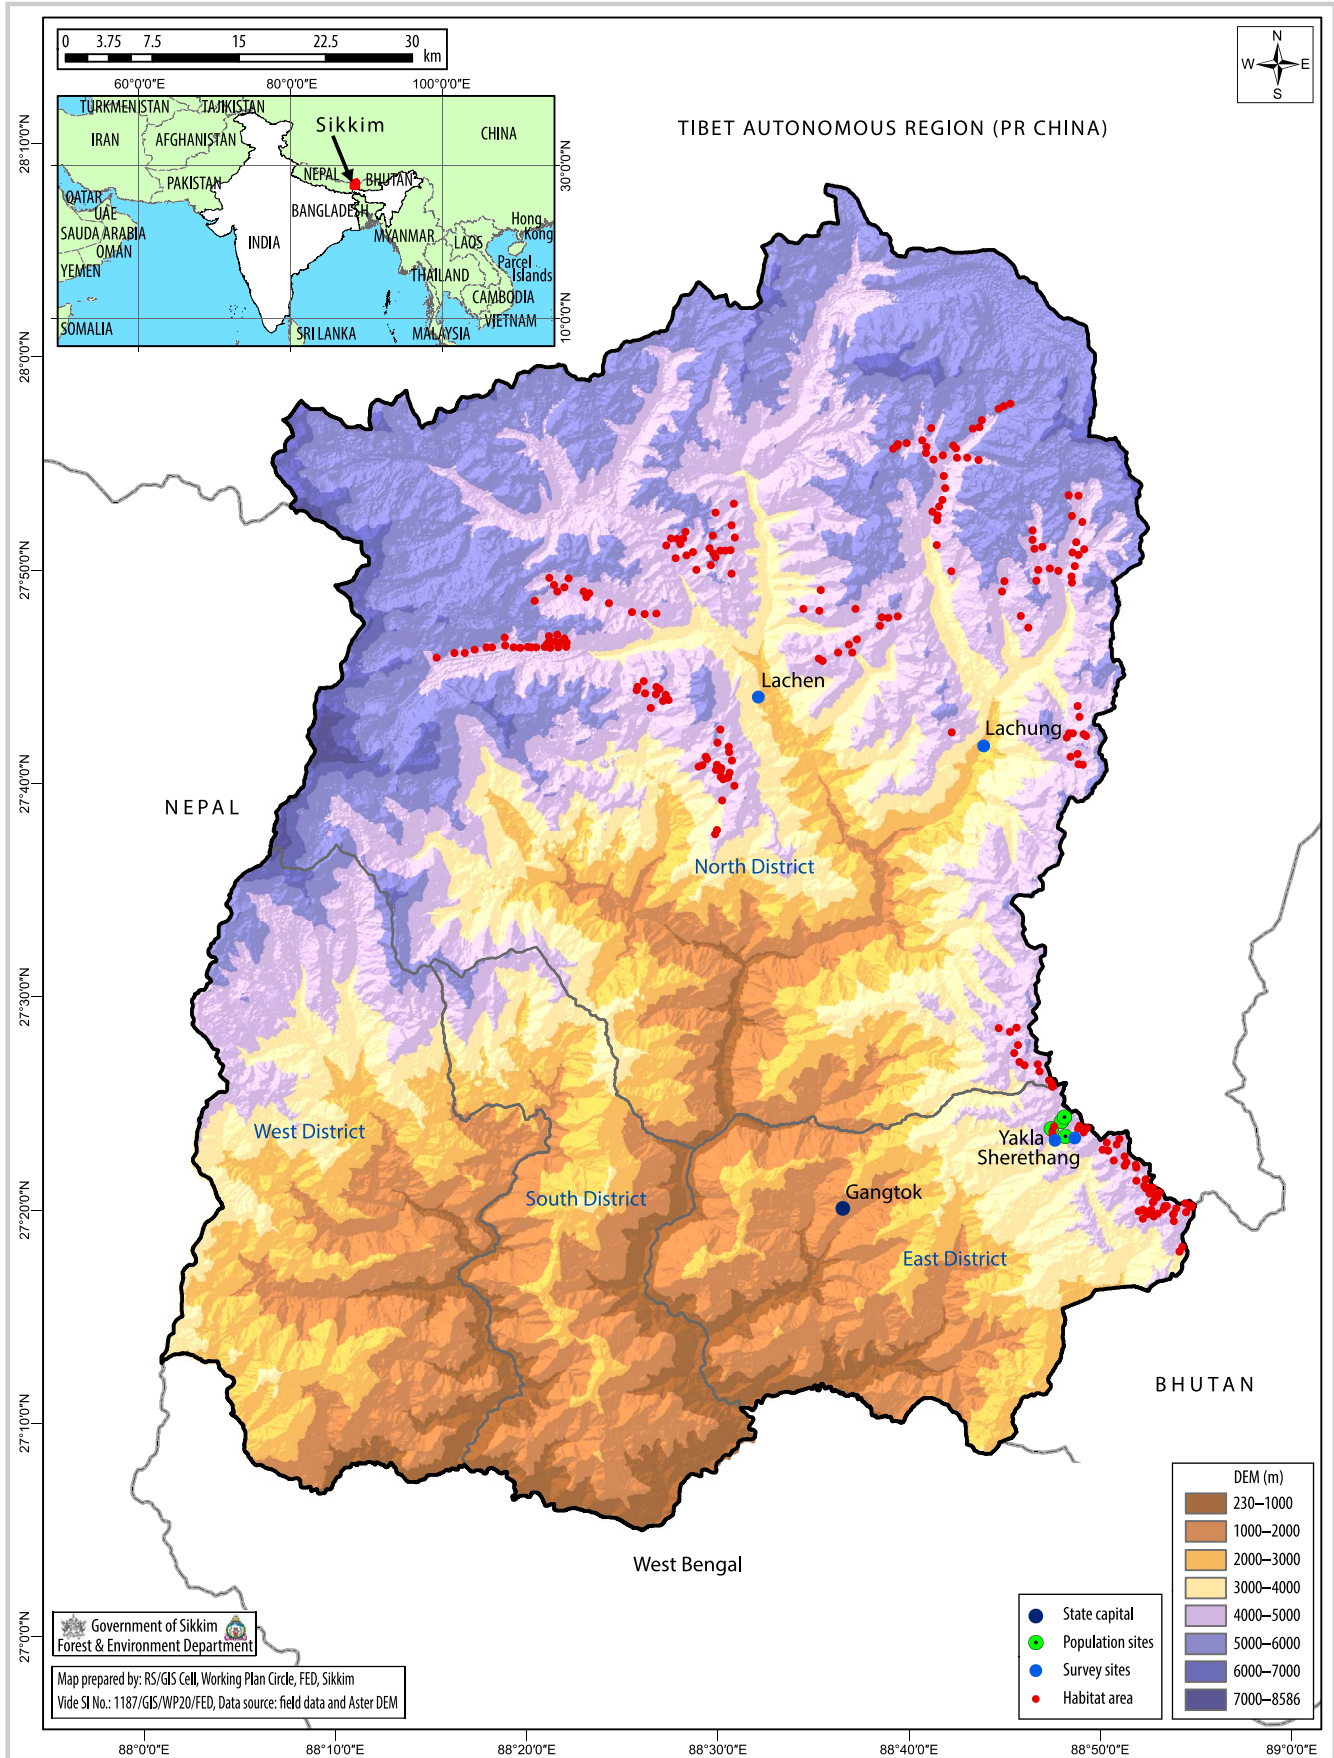 0 3.75 7.5 15 22.5 30
km
N
W E
S
60°0'0"E 80°0'0"E 100°0'0"E
TURKMENISTAN TAJIKISTAN
Sikkim
IRAN AFGHANISTAN CHINA
30°0'0"N
PAKISTAN NEPAL BHUTAN
QATAR
UAE BANGLADESH Hong
Kong
SAUDA ARABIA INDIA MYANMAR LAOS
OMAN Parcel
Islands
YEMEN THAILAND
CAMBODIA
VIETNAM
SOMALIA SRI LANKA MALAYSIA 10°0'0"N
TIBET AUTONOMOUS REGION (PR CHINA)
28°10'0"N
28°0'0"N
27°50'0"N
27°40'0"N
27°30'0"N
27°20'0"N
27°10'0"N
27°0'0"N
Lachen
Lachung
NEPAL
North District
West District
Yakla
Sherethang
South District
Gangtok
East District
BHUTAN
West Bengal
DEM (m)
230–1000
1000–2000
2000–3000
3000–4000
4000–5000
5000–6000
6000–7000
7000–8586
State capital
Population sites
Survey sites
Habitat area
Government of Sikkim
Forest & Environment Department
Map prepared by: RS/GIS Cell, Working Plan Circle, FED, Sikkim
Vide SI No.: 1187/GIS/WP20/FED, Data source: field data and Aster DEM
88°0'0"E 88°10'0"E 88°20'0"E 88°30'0"E 88°40'0"E 88°50'0"E 89°0'0"E